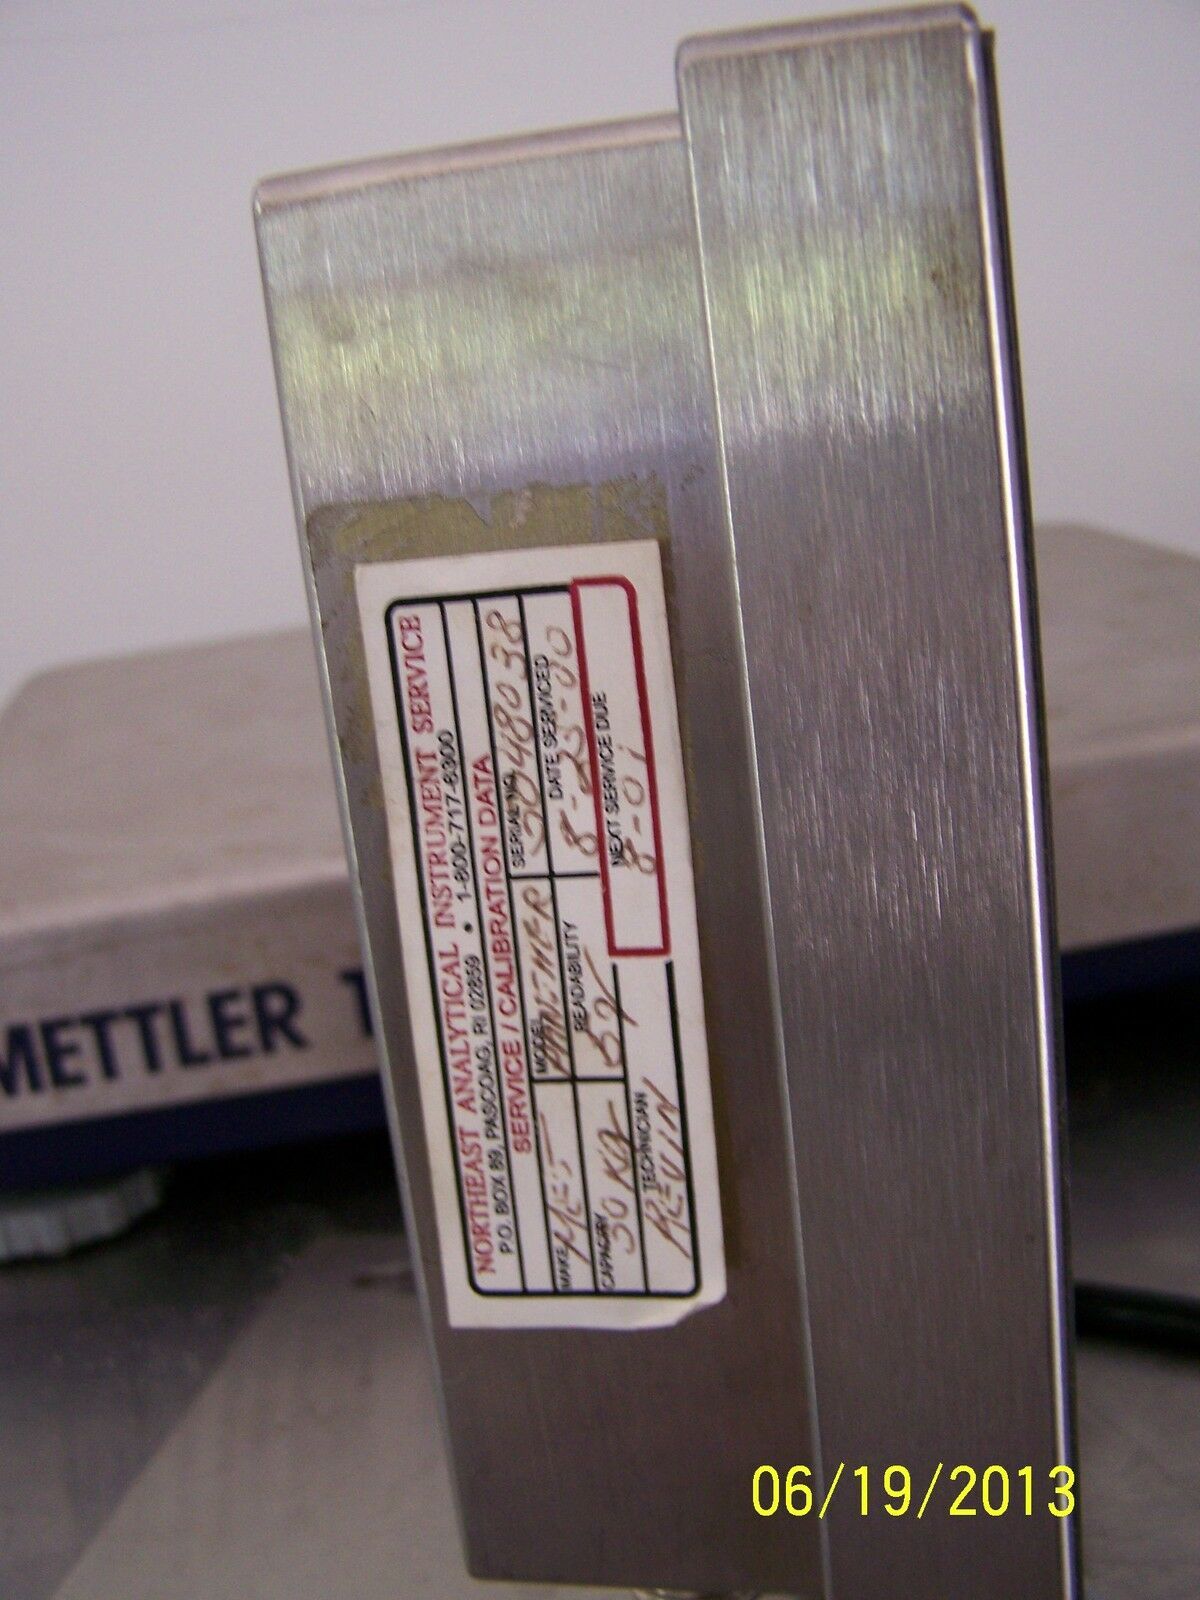 NORTHEAST ANALYTICAL INSTRUMENT SERVICE
P.O. BOX 89, PASCOAG, RI 02859 • 1-800-717-6300
SERVICE / CALIBRATION DATA
MAKE MODEL SERIAL NO.
CAPACITY READABILITY DATE SERVICED
30 Kg
TECHNICIAN NEXT SERVICE DUE
KEVIN 8-01
METTLER
06/19/2013